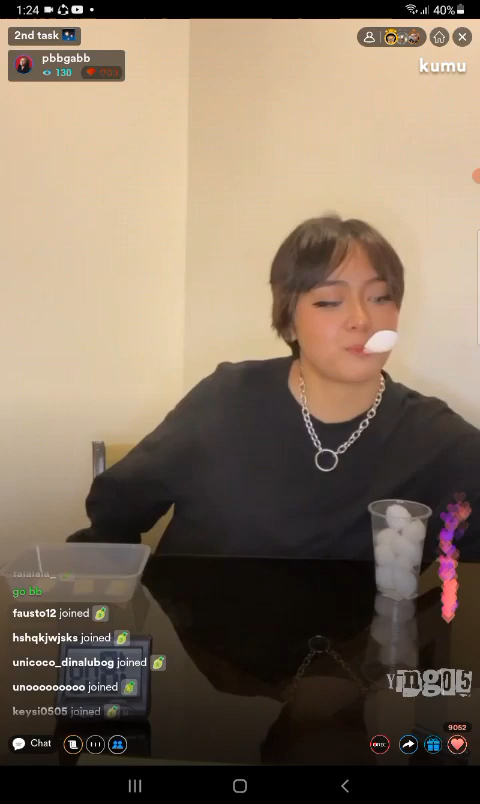 1:24
40%
2nd task
pbbgabb
130
kumu
go bb
fausto12 joined
hshqkjwjsks joined
unicoco_dinalubog joined
unooooooooo joined
keysi0505 joined
9052
Chat